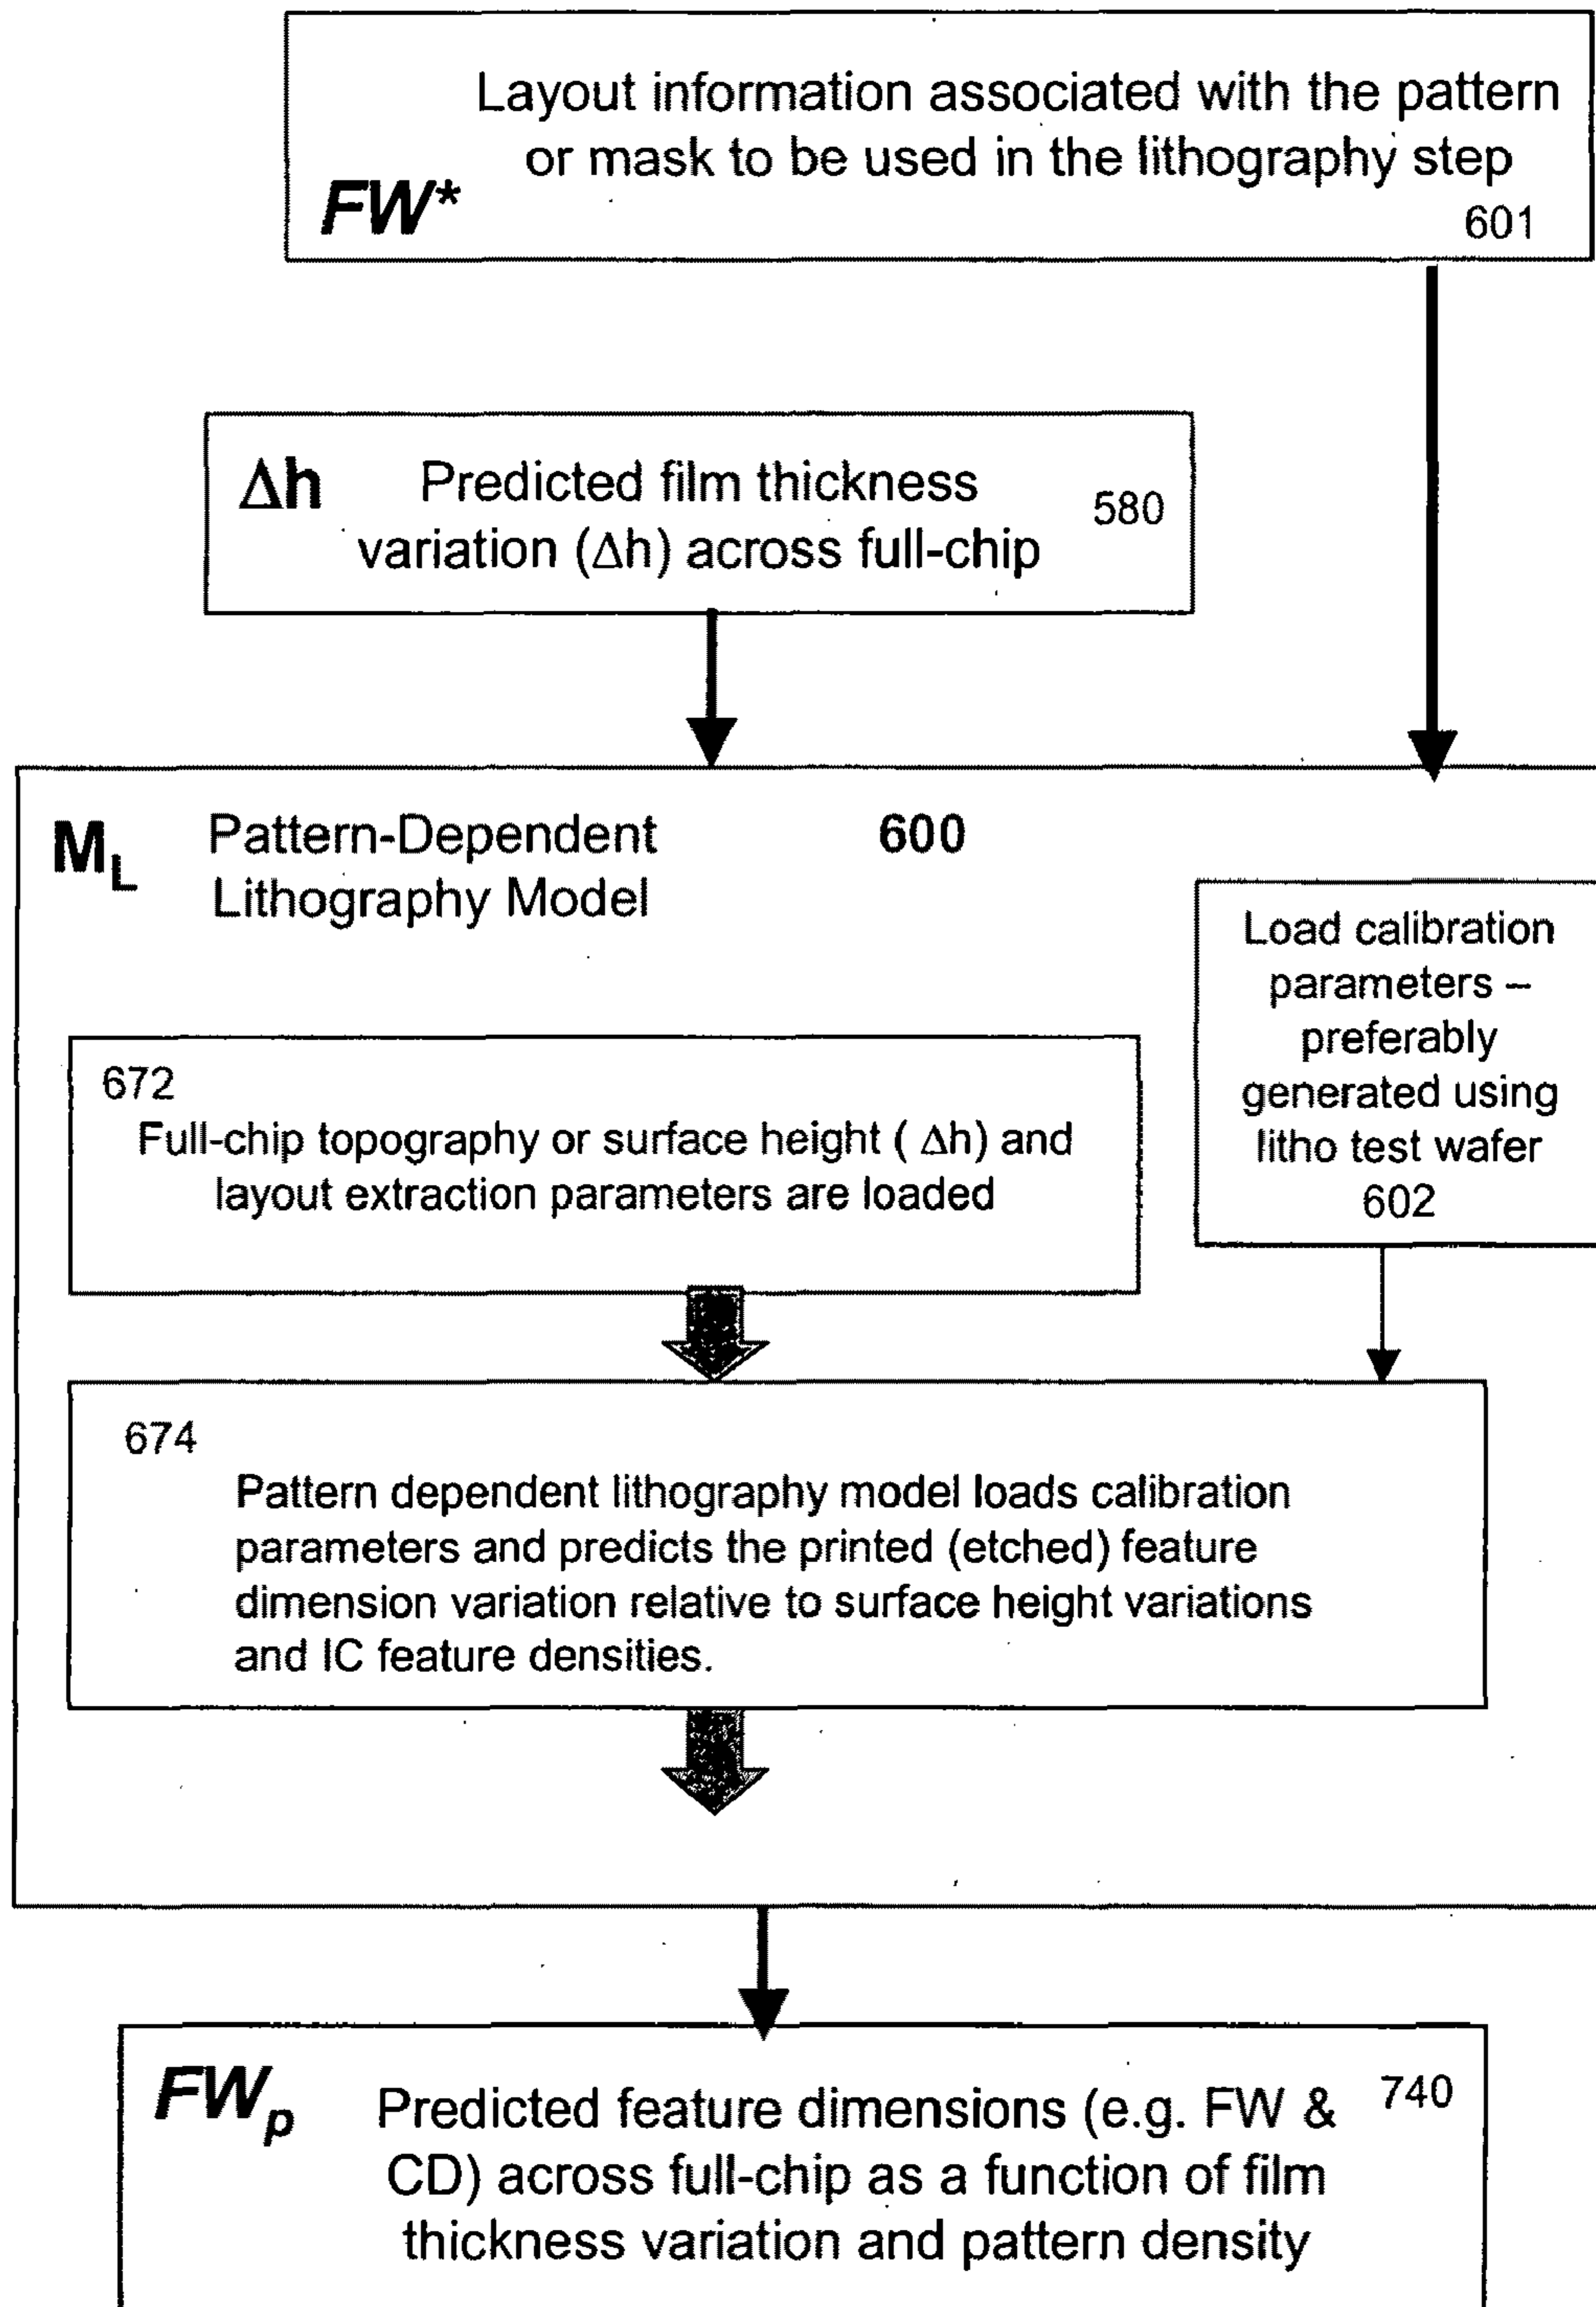 Layout information associated with the pattern
or mask to be used in the lithography step
FW*
601
Δh Predicted film thickness
580
variation (Δh) across full-chip
M_L Pattern-Dependent 600
Lithography Model
Load calibration
parameters –
preferably
generated using
litho test wafer
602
672
Full-chip topography or surface height ( Δh) and
layout extraction parameters are loaded
674
Pattern dependent lithography model loads calibration
parameters and predicts the printed (etched) feature
dimension variation relative to surface height variations
and IC feature densities.
FW_p Predicted feature dimensions (e.g. FW & 740
CD) across full-chip as a function of film
thickness variation and pattern density